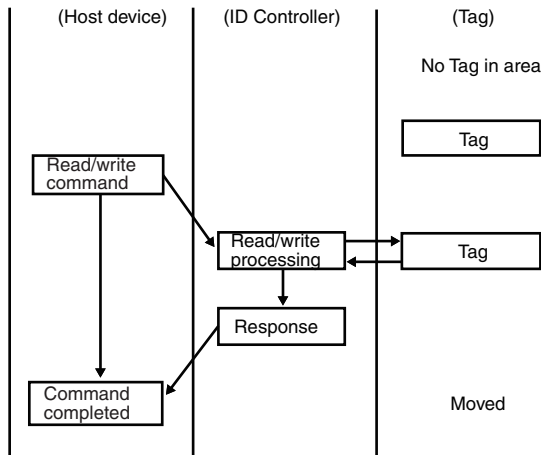 (Host device)
(ID Controller)
(Tag)
No Tag in area
Tag
Read/write
command
Read/write
processing
Tag
Response
Command
completed
Moved